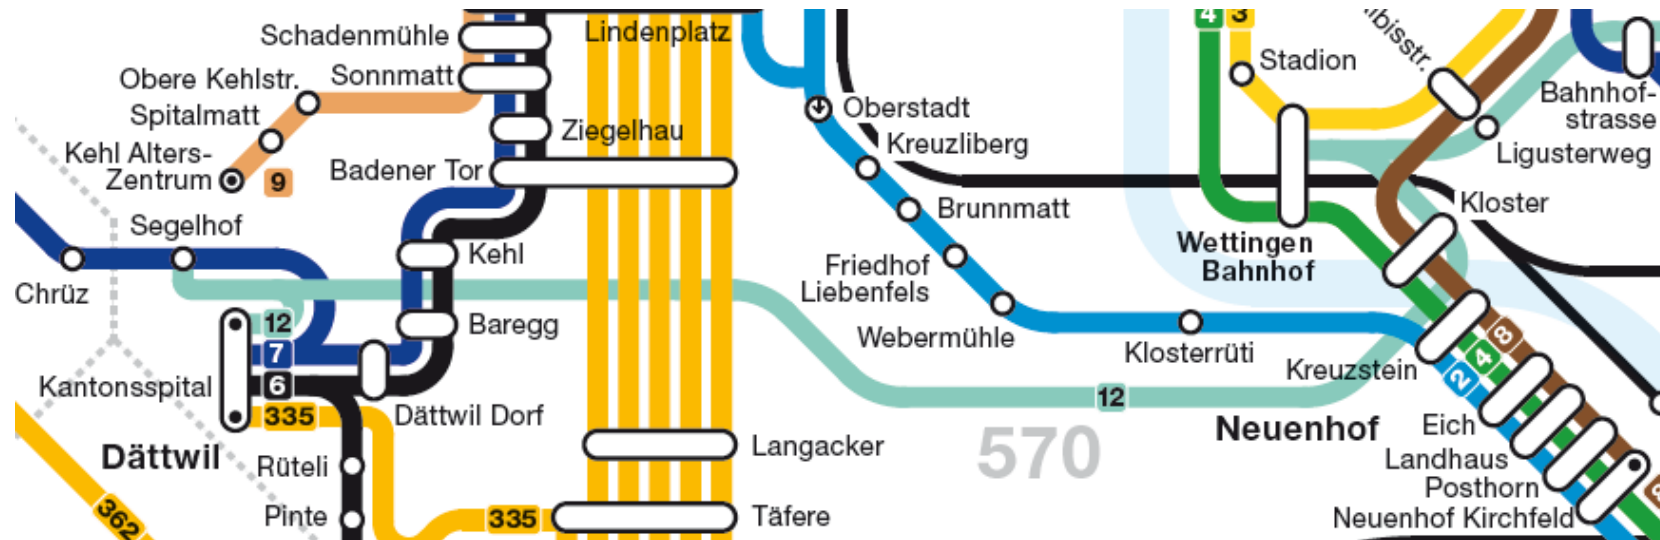 Schadenmühle
Lindenplatz
4
3
Obere Kehlstr.
Sonnmatt
Stadion
Spitalmatt
Oberstadt
Bahnhof-
strasse
Ziegelhau
Kreuzliberg
Ligusterweg
Kehl Alters-
Zentrum
9
Badener Tor
Brunnmatt
Kloster
Segelhof
Kehl
Wettingen
Bahnhof
Friedhof
Liebenfels
Chrüz
12
Baregg
Webermühle
Klosterrüti
7
6
Kantonsspital
Kreuzstein
8
4
2
335
Dättwil Dorf
12
Dättwil
Neuenhof
Eich
Rüteli
Langacker
570
Landhaus
Posthorn
Pinte
335
Täfere
Neuenhof Kirchfeld
362